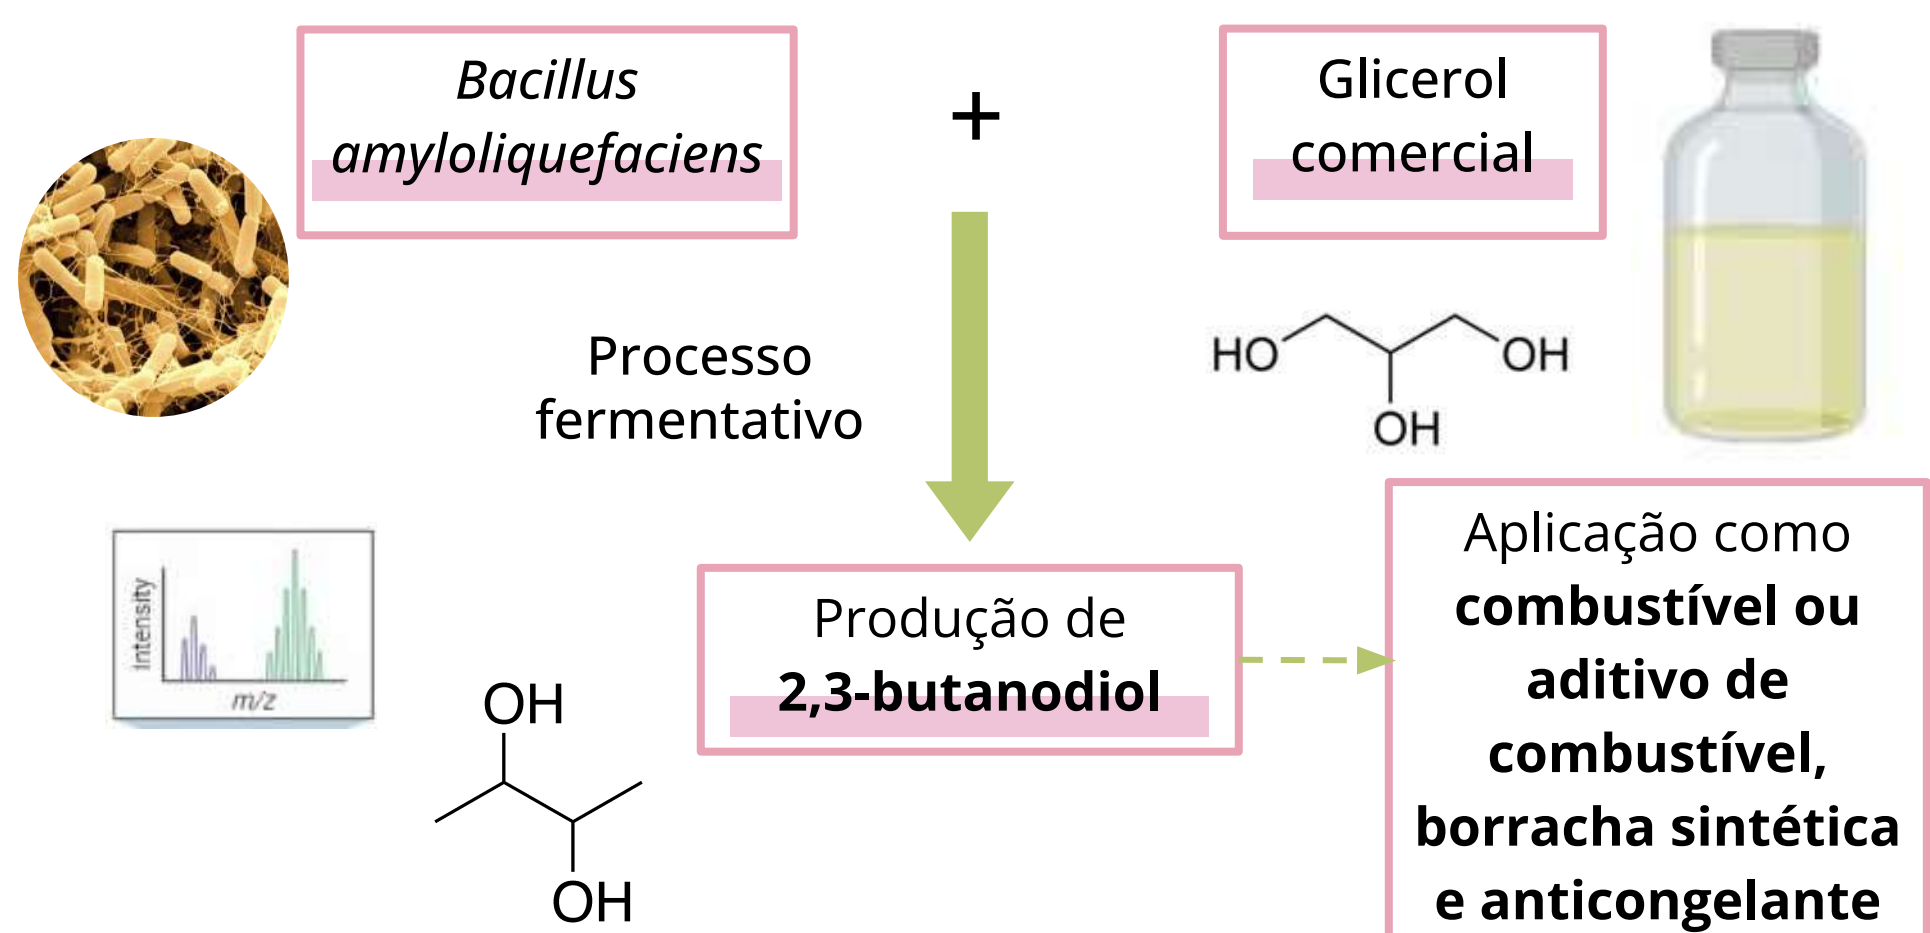 Bacillus
amyloliquefaciens
+
Glicerol
comercial
HO
OH
OH
Processo
fermentativo
Intensity
m/z
OH
OH
Produção de
2,3-butanodiol
Aplicação como
combustível ou
aditivo de
combustível,
borracha sintética
e anticongelante